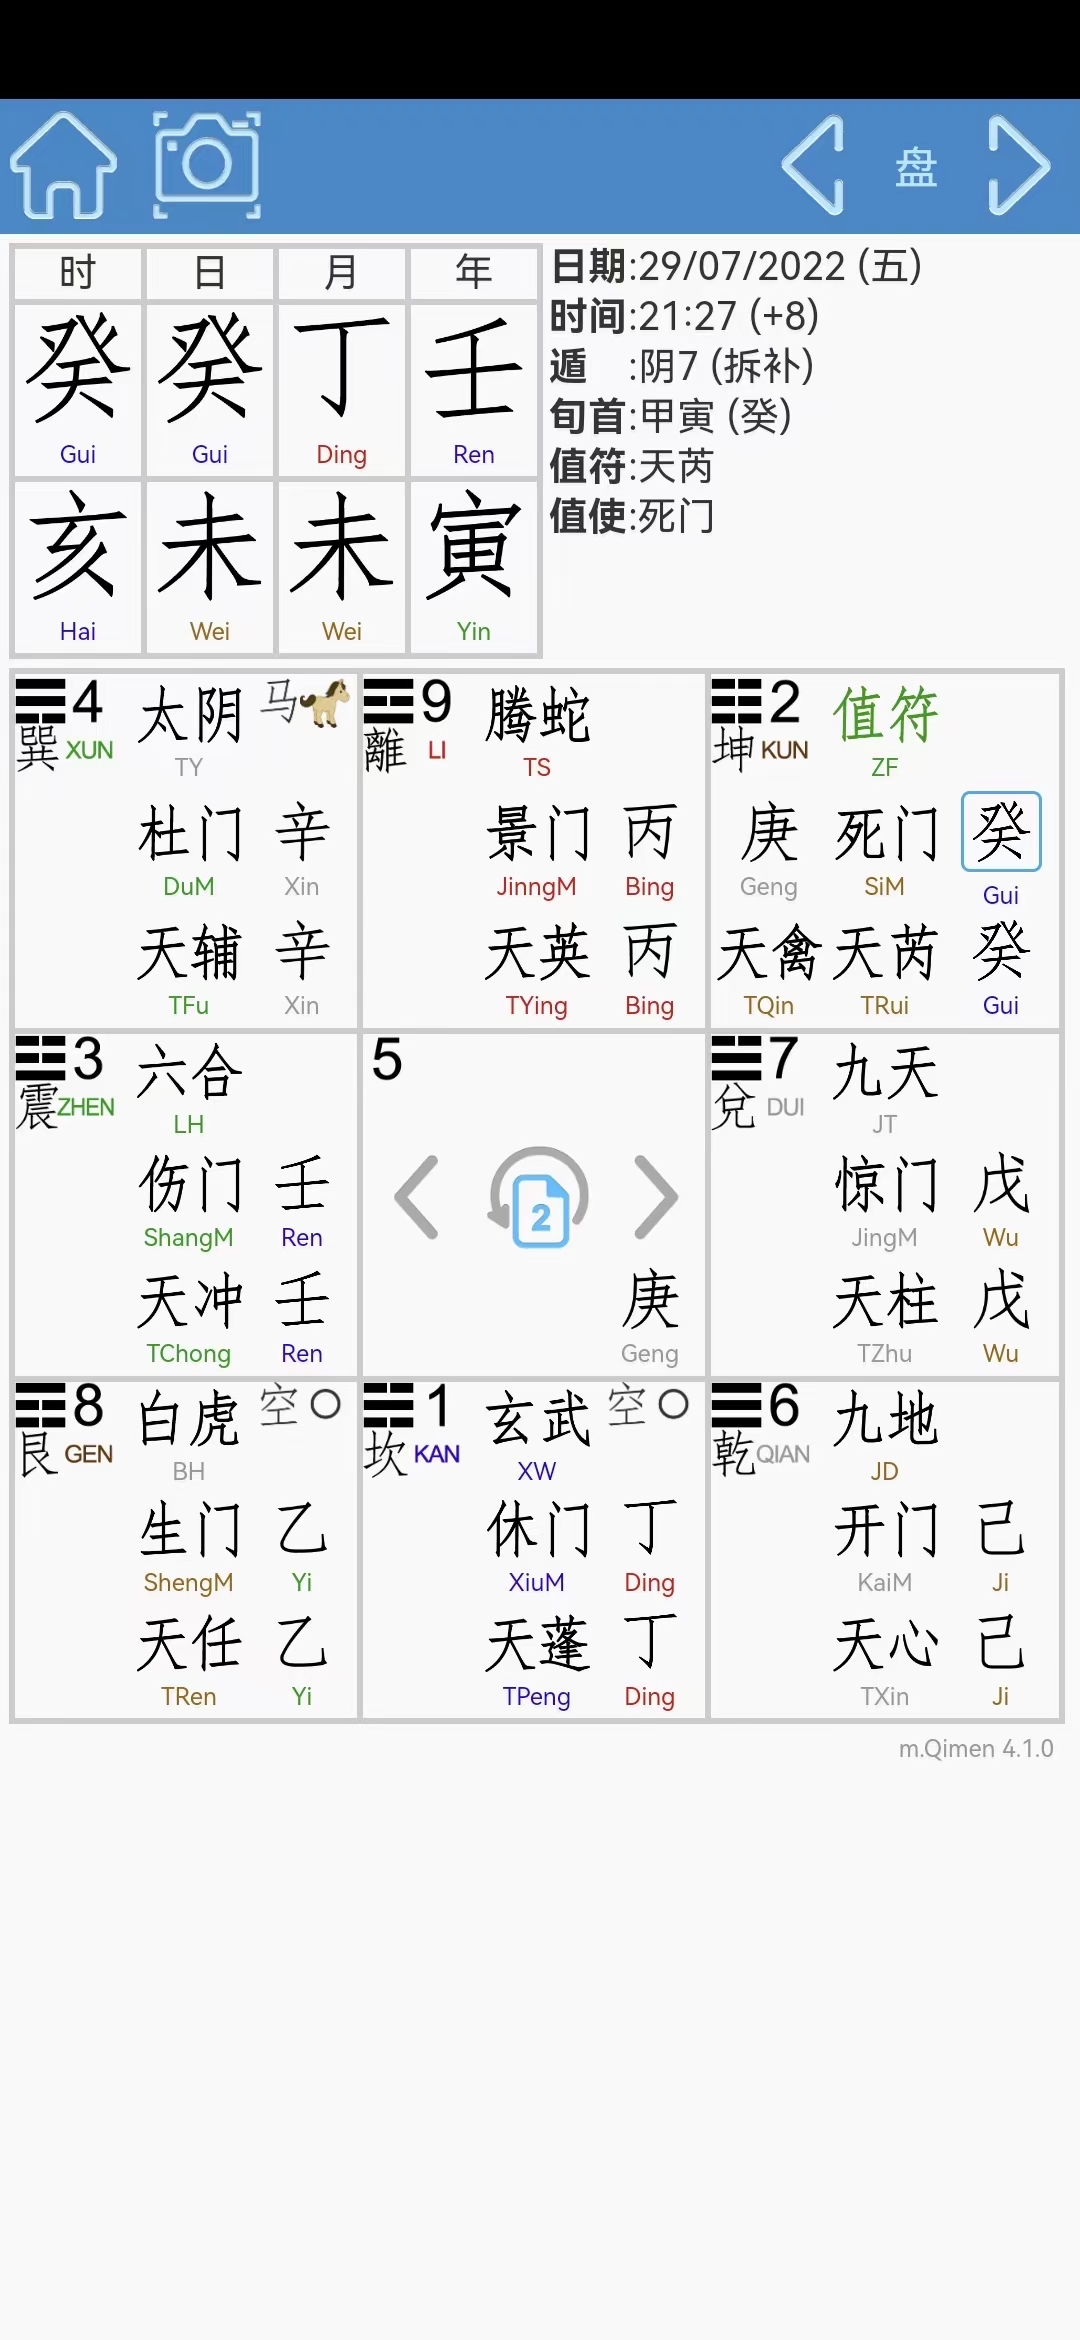 盘
时 日 月 年
癸 癸 丁 壬
Gui Gui Ding Ren
亥 未 未 寅
Hai Wei Wei Yin
日期:29/07/2022 (五)
时间:21:27 (+8)
遁 :阴7 (拆补)
旬首:甲寅 (癸)
值符:天芮
值使:死门
4 太阴 马
巽 XUN TY
杜门 辛
DuM Xin
天辅 辛
TFu Xin
9 腾蛇
離 LI TS
景门 丙
JinngM Bing
天英 丙
TYing Bing
2 值符
坤 KUN ZF
庚 死门 癸
Geng SiM Gui
天禽 天芮 癸
TQin TRui Gui
3 六合
震 ZHEN LH
伤门 壬
ShangM Ren
天冲 壬
TChong Ren
5
2
庚
Geng
7 九天
兌 DUI JT
惊门 戊
JingM Wu
天柱 戊
TZhu Wu
8 白虎 空
艮 GEN BH
生门 乙
ShengM Yi
天任 乙
TRen Yi
1 玄武 空
坎 KAN XW
休门 丁
XiuM Ding
天蓬 丁
TPeng Ding
6 九地
乾 QIAN JD
开门 己
KaiM Ji
天心 己
TXin Ji
m.Qimen 4.1.0